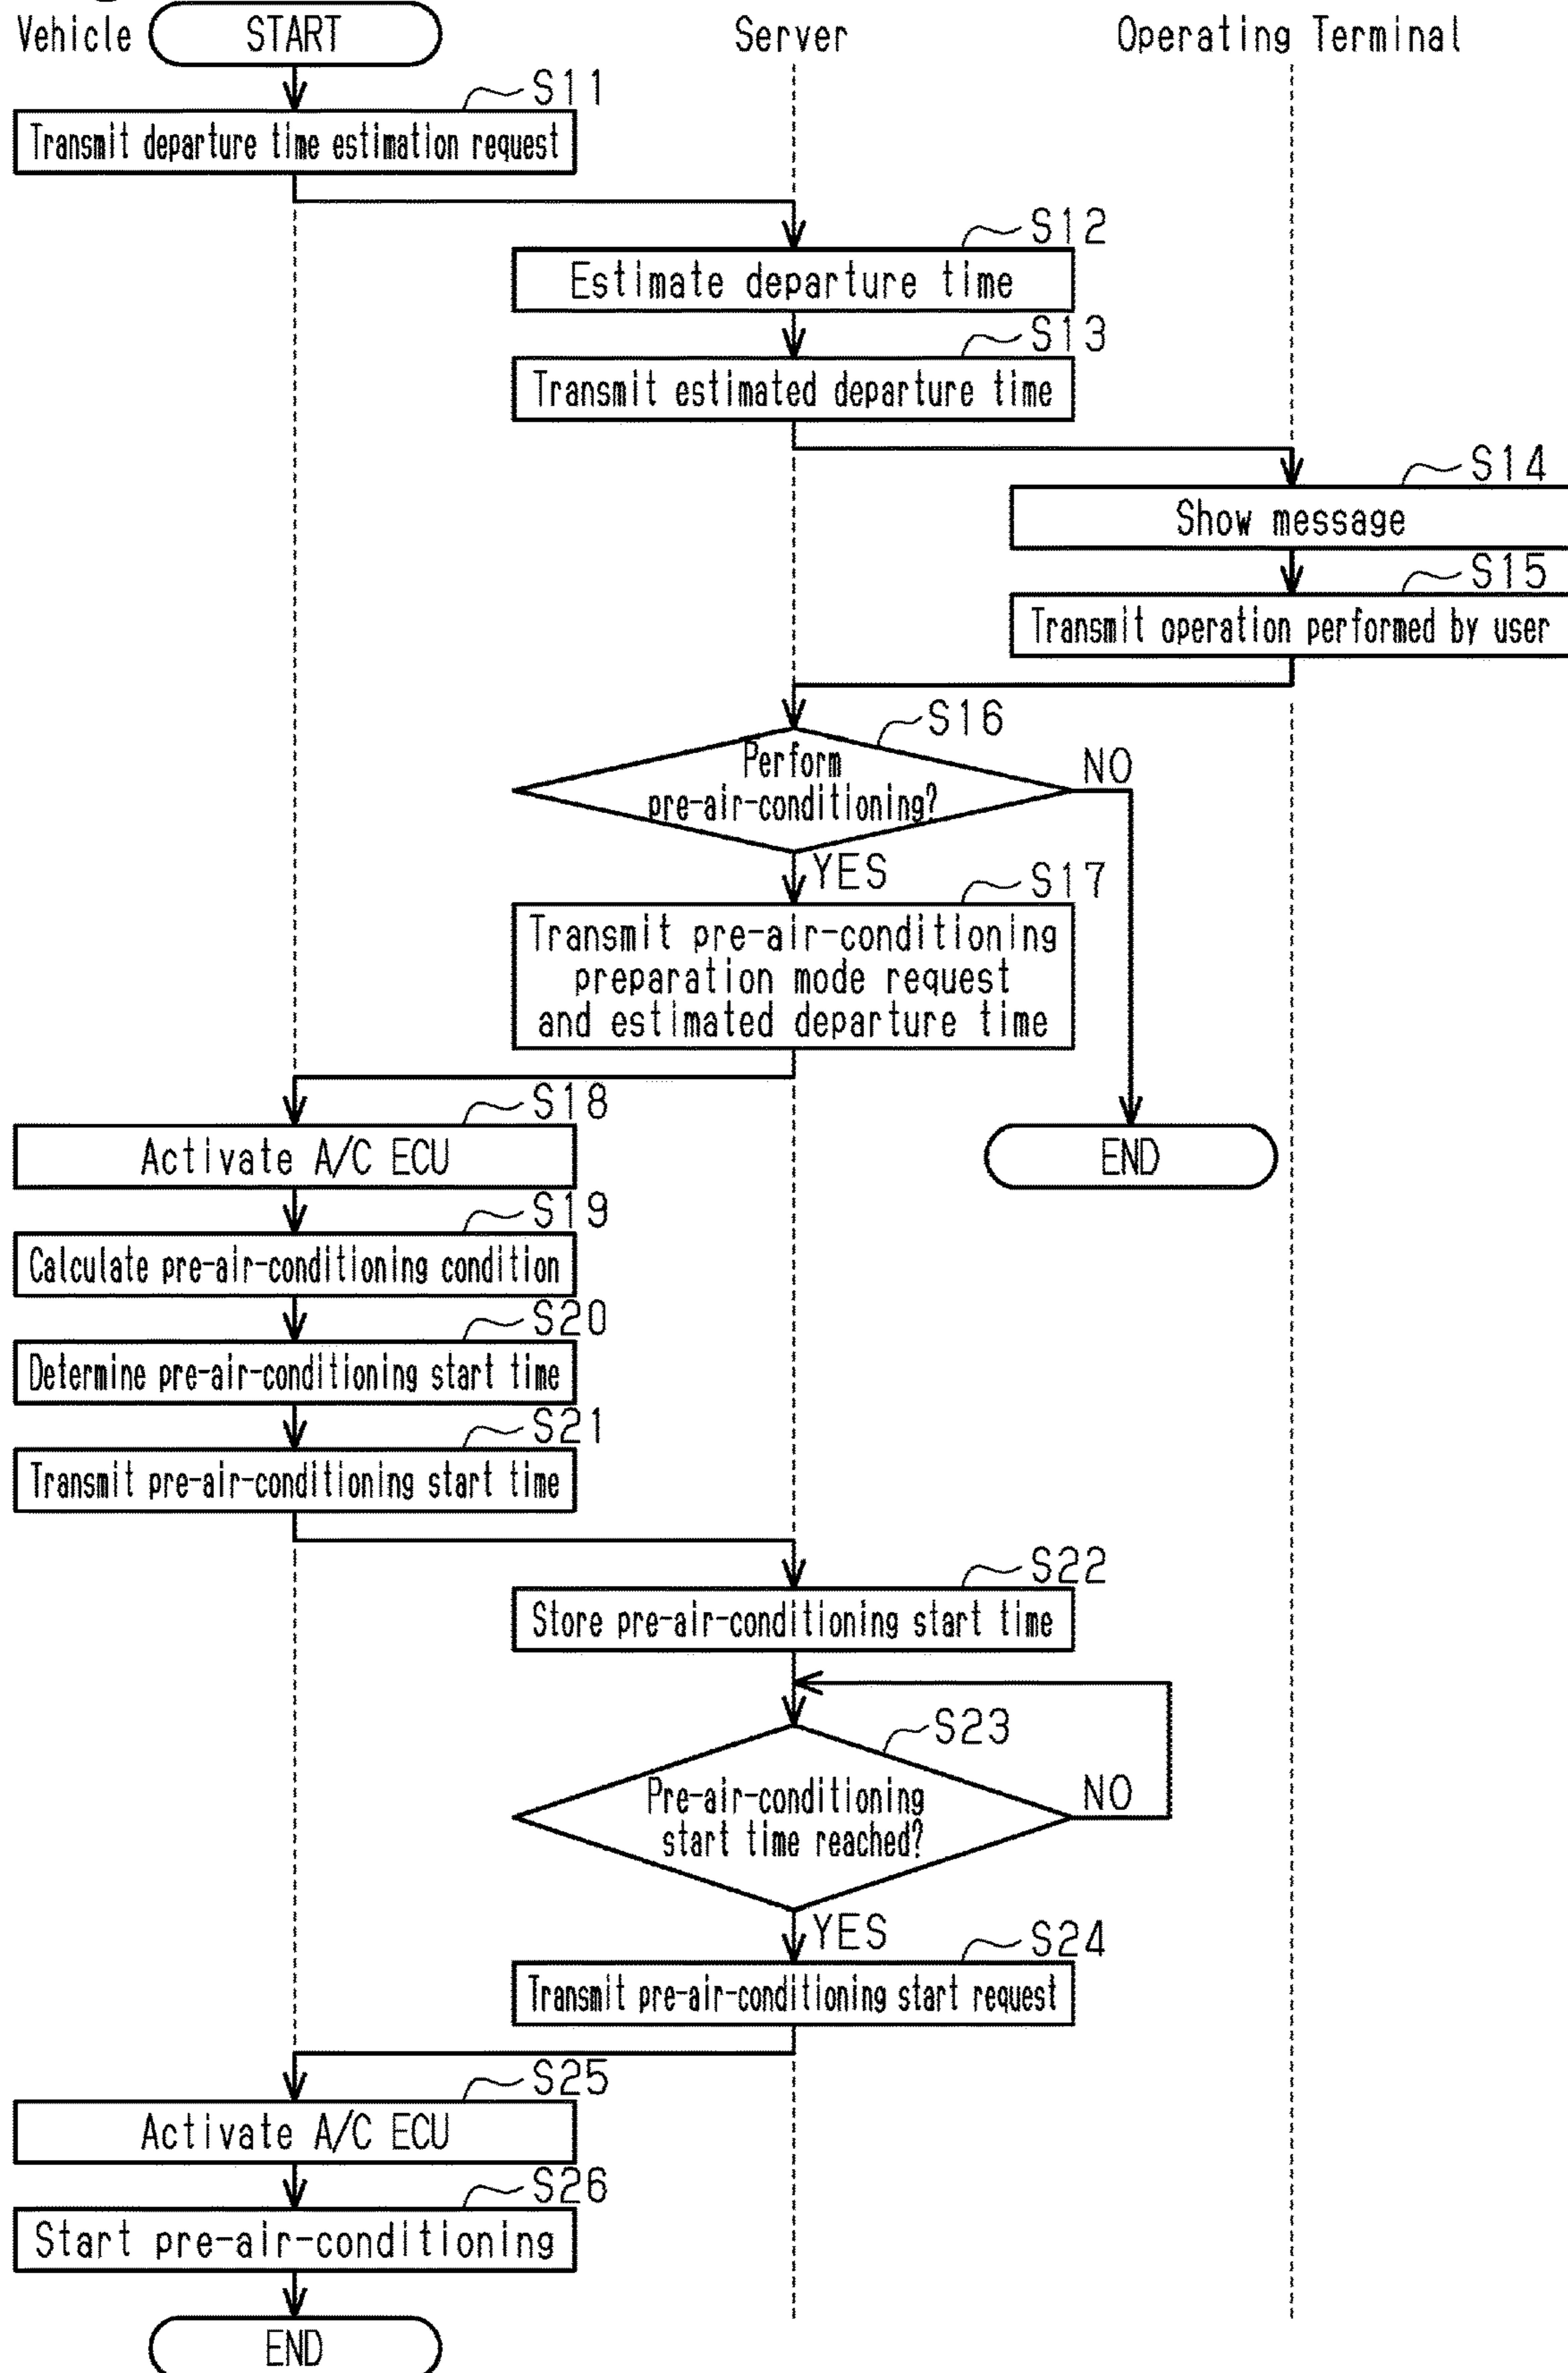 Vehicle
START
Server
Operating Terminal
S11
Transmit departure time estimation request
S12
Estimate departure time
S13
Transmit estimated departure time
S14
Show message
S15
Transmit operation performed by user
S16
Perform
pre-air-conditioning?
NO
YES
S17
Transmit pre-air-conditioning
preparation mode request
and estimated departure time
S18
Activate A/C ECU
END
S19
Calculate pre-air-conditioning condition
S20
Determine pre-air-conditioning start time
S21
Transmit pre-air-conditioning start time
S22
Store pre-air-conditioning start time
S23
Pre-air-conditioning
start time reached?
NO
YES
S24
Transmit pre-air-conditioning start request
S25
Activate A/C ECU
S26
Start pre-air-conditioning
END